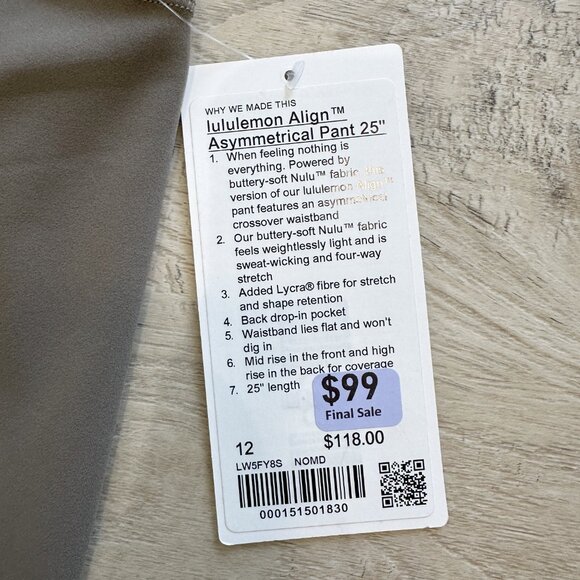 WHY WE MADE THIS
lululemon Align™
Asymmetrical Pant 25"
1. When feeling nothing is
everything. Powered by
buttery-soft Nulu™ fabric, this
version of our lululemon Align™
pant features an asymmetrical
crossover waistband
2. Our buttery-soft Nulu™ fabric
feels weightlessly light and is
sweat-wicking and four-way
stretch
3. Added Lycra® fibre for stretch
and shape retention
4. Back drop-in pocket
5. Waistband lies flat and won't
dig in
6. Mid rise in the front and high
rise in the back for coverage
7. 25" length
$99
Final Sale
12 $118.00
LW5FY8S NOMD
000151501830